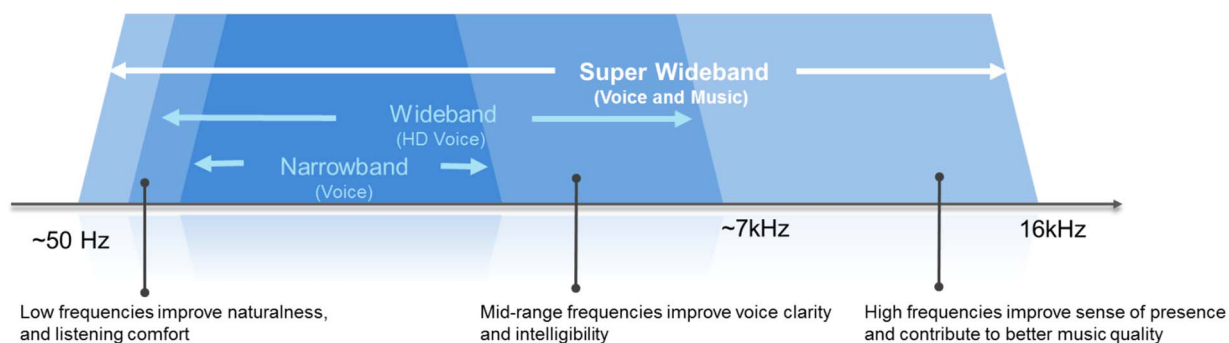 Super Wideband
(Voice and Music)
Wideband
(HD Voice)
Narrowband
(Voice)
~50 Hz
~7kHz
16kHz
Low frequencies improve naturalness,
and listening comfort
Mid-range frequencies improve voice clarity
and intelligibility
High frequencies improve sense of presence
and contribute to better music quality